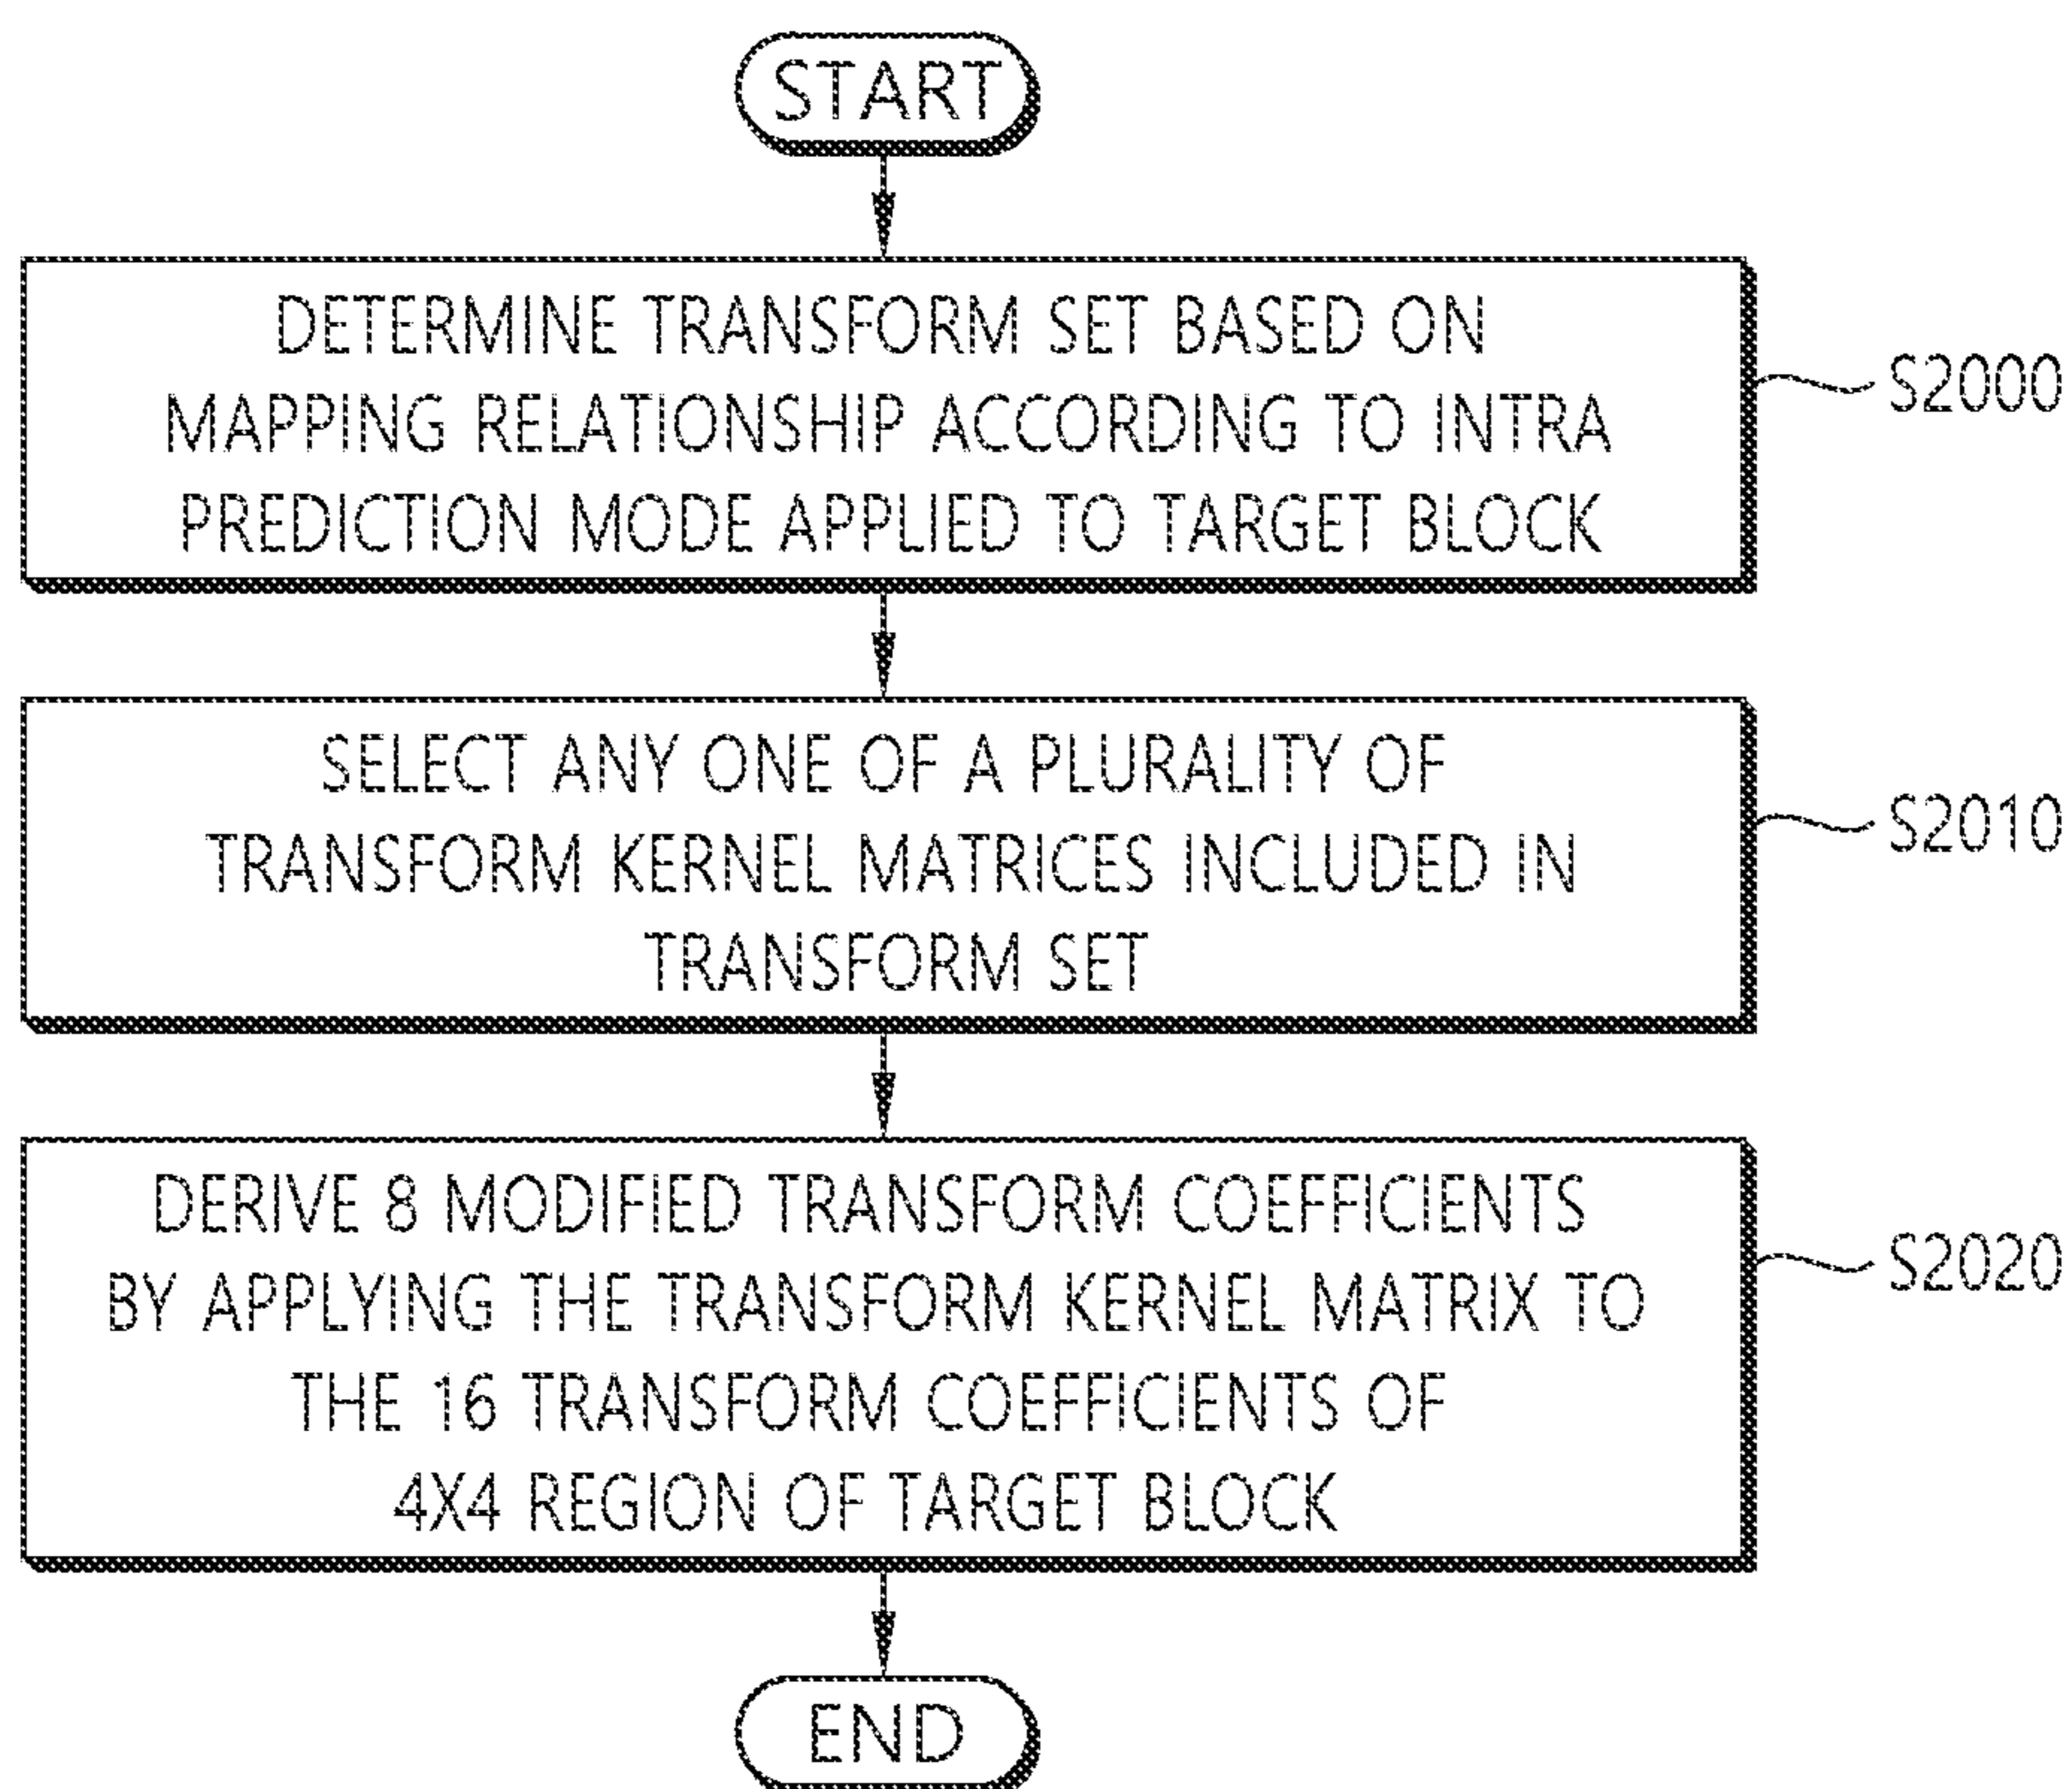 START
DETERMINE TRANSFORM SET BASED ON
MAPPING RELATIONSHIP ACCORDING TO INTRA
PREDICTION MODE APPLIED TO TARGET BLOCK
S2000
SELECT ANY ONE OF A PLURALITY OF
TRANSFORM KERNEL MATRICES INCLUDED IN
TRANSFORM SET
S2010
DERIVE 8 MODIFIED TRANSFORM COEFFICIENTS
BY APPLYING THE TRANSFORM KERNEL MATRIX TO
THE 16 TRANSFORM COEFFICIENTS OF
4X4 REGION OF TARGET BLOCK
S2020
END